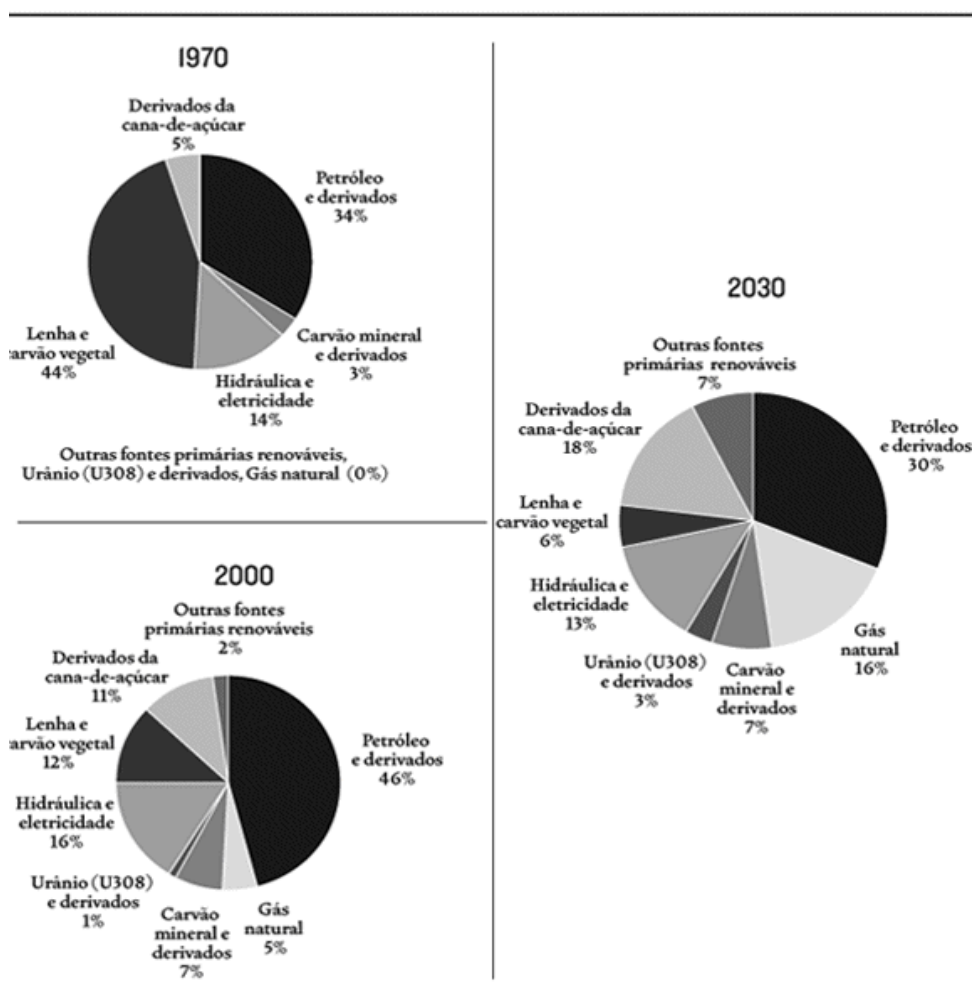 1970
Derivados da
cana-de-açúcar
5%
Petróleo
e derivados
34%
Lenha e
carvão vegetal
44%
Carvão mineral
e derivados
3%
Hidráulica e
eletricidade
14%
Outras fontes primárias renováveis,
Urânio (U308) e derivados, Gás natural (0%)
2000
Outras fontes
primárias renováveis
2%
Derivados da
cana-de-açúcar
11%
Lenha e
carvão vegetal
12%
Petróleo
e derivados
46%
Hidráulica e
eletricidade
16%
Urânio (U308)
e derivados
1%
Carvão
mineral e
derivados
7%
Gás
natural
5%
2030
Outras fontes
primárias renováveis
7%
Derivados da
cana-de-açúcar
18%
Petróleo
e derivados
30%
Lenha e
carvão vegetal
6%
Hidráulica e
eletricidade
13%
Urânio (U308)
e derivados
3%
Carvão
mineral e
derivados
7%
Gás
natural
16%